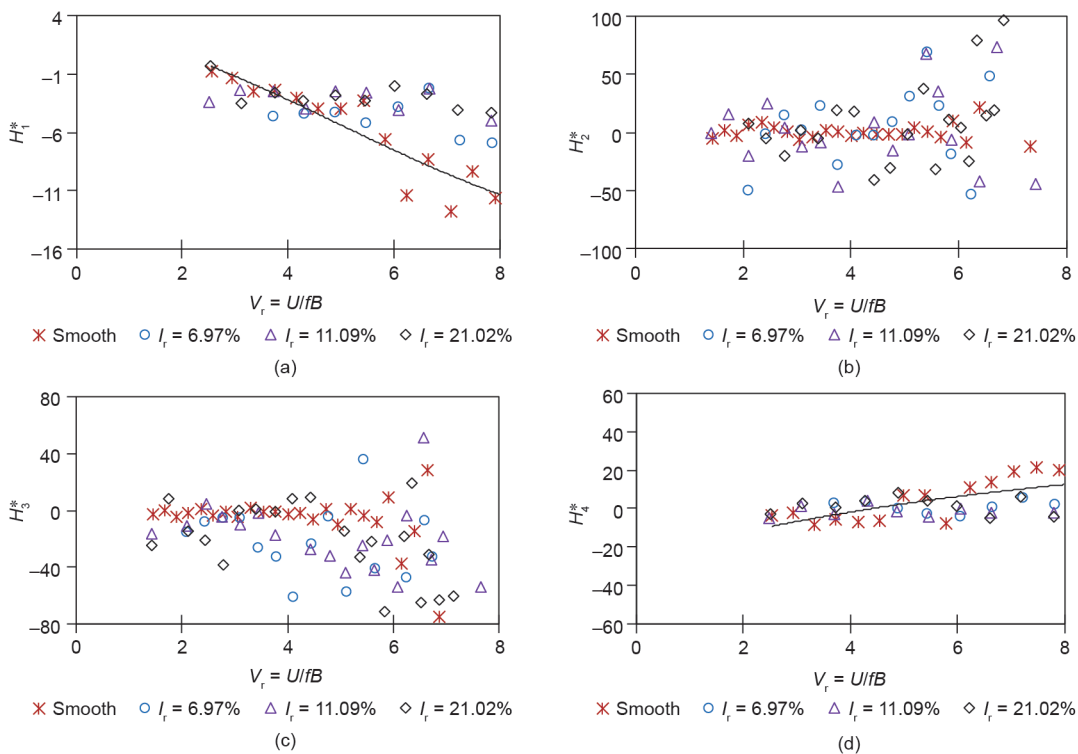 (a)
4
−1
−6
−11
−16
H₁*
0
2
4
6
8
Vᵣ = U/fB
Smooth Iᵣ = 6.97% Iᵣ = 11.09% Iᵣ = 21.02%
(a)
(b)
100
50
0
−50
−100
H₂*
0
2
4
6
8
Vᵣ = U/fB
Smooth Iᵣ = 6.97% Iᵣ = 11.09% Iᵣ = 21.02%
(b)
80
40
0
−40
−80
H₃*
0
2
4
6
8
Vᵣ = U/fB
Smooth Iᵣ = 6.97% Iᵣ = 11.09% Iᵣ = 21.02%
(c)
60
40
20
0
−20
−40
−60
H₄*
0
2
4
6
8
Vᵣ = U/fB
Smooth Iᵣ = 6.97% Iᵣ = 11.09% Iᵣ = 21.02%
(d)